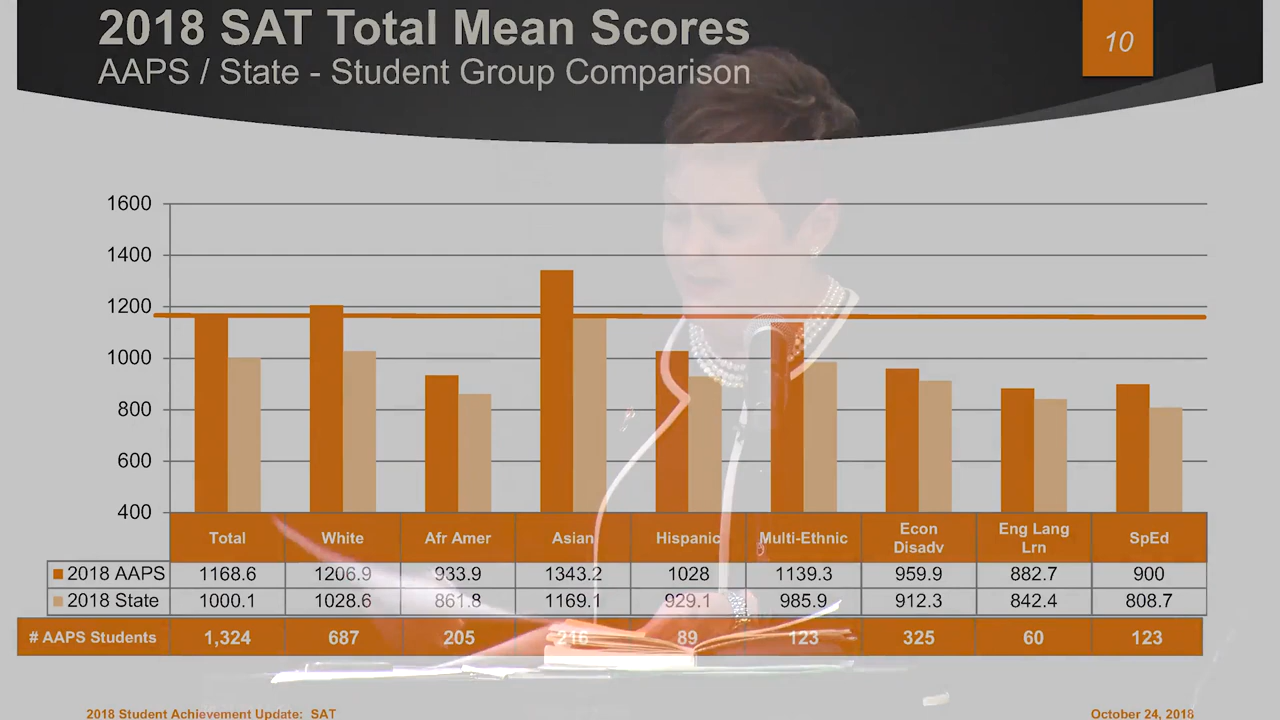 2018 SAT Total Mean Scores
AAPS / State - Student Group Comparison
10
1600
1400
1200
1000
800
600
400
Total White Afr Amer Asian Hispanic Multi-Ethnic Econ Disadv Eng Lang Lrn SpEd
2018 AAPS 1168.6 1206.9 933.9 1343.2 1028 1139.3 959.9 882.7 900
2018 State 1000.1 1028.6 861.8 1169.1 929.1 985.9 912.3 842.4 808.7
# AAPS Students 1,324 687 205 216 89 123 325 60 123
2018 Student Achievement Update: SAT
October 24, 2018